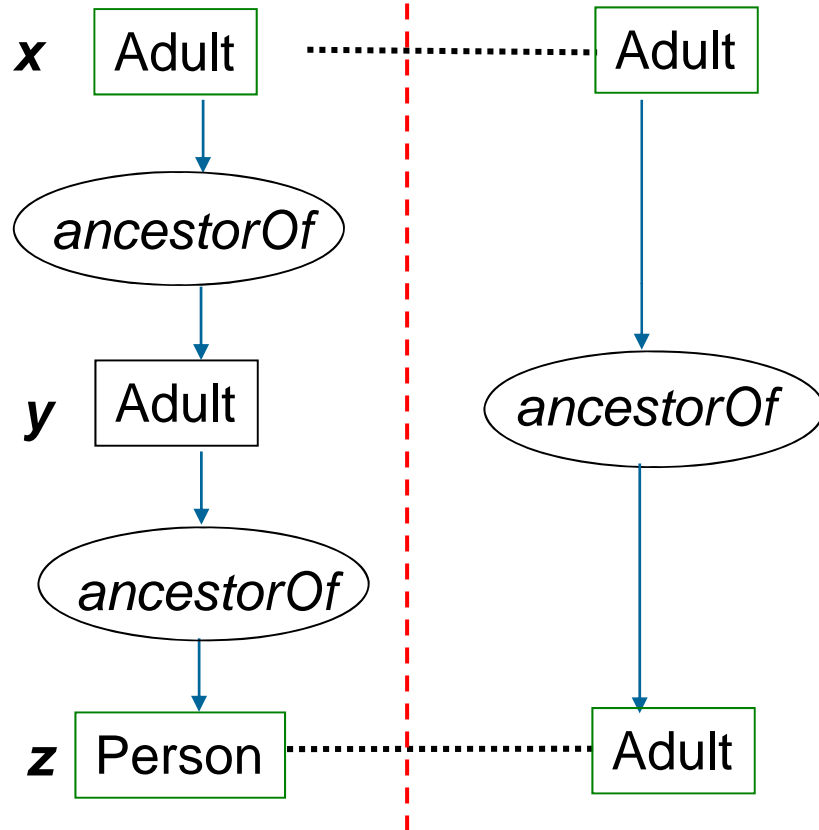 x Adult Adult
ancestorOf
y Adult ancestorOf
ancestorOf
z Person Adult